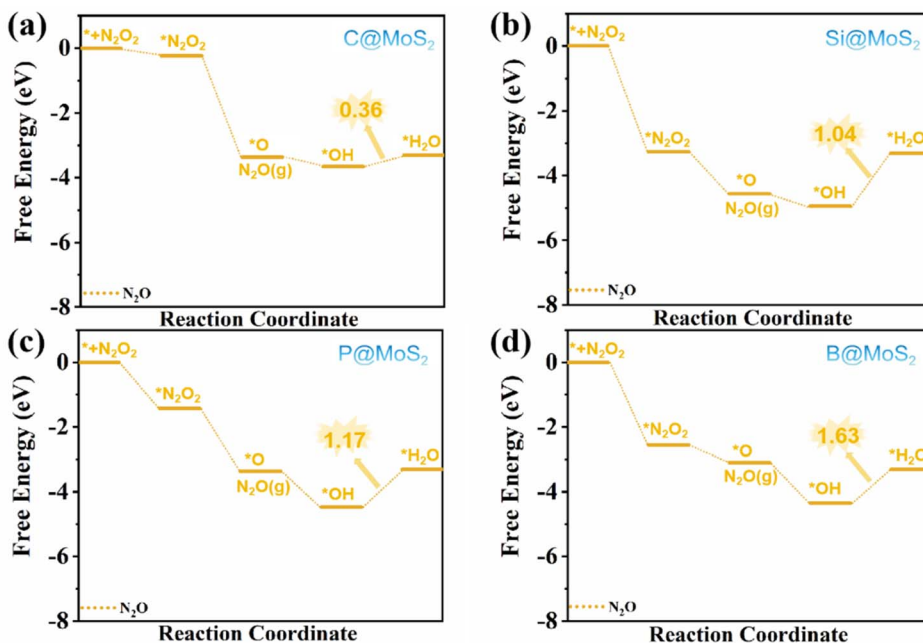 (a)
C@MoS₂
*+N₂O₂
*N₂O₂
*O
N₂O(g)
*OH
0.36
*H₂O
N₂O
0
-2
-4
-6
-8
Free Energy (eV)
Reaction Coordinate
(b)
Si@MoS₂
*+N₂O₂
*N₂O₂
*O
N₂O(g)
*OH
1.04
*H₂O
N₂O
0
-2
-4
-6
-8
Free Energy (eV)
Reaction Coordinate
(c)
P@MoS₂
*+N₂O₂
*N₂O₂
*O
N₂O(g)
*OH
1.17
*H₂O
N₂O
0
-2
-4
-6
-8
Free Energy (eV)
Reaction Coordinate
(d)
B@MoS₂
*+N₂O₂
*N₂O₂
*O
N₂O(g)
*OH
1.63
*H₂O
N₂O
0
-2
-4
-6
-8
Free Energy (eV)
Reaction Coordinate